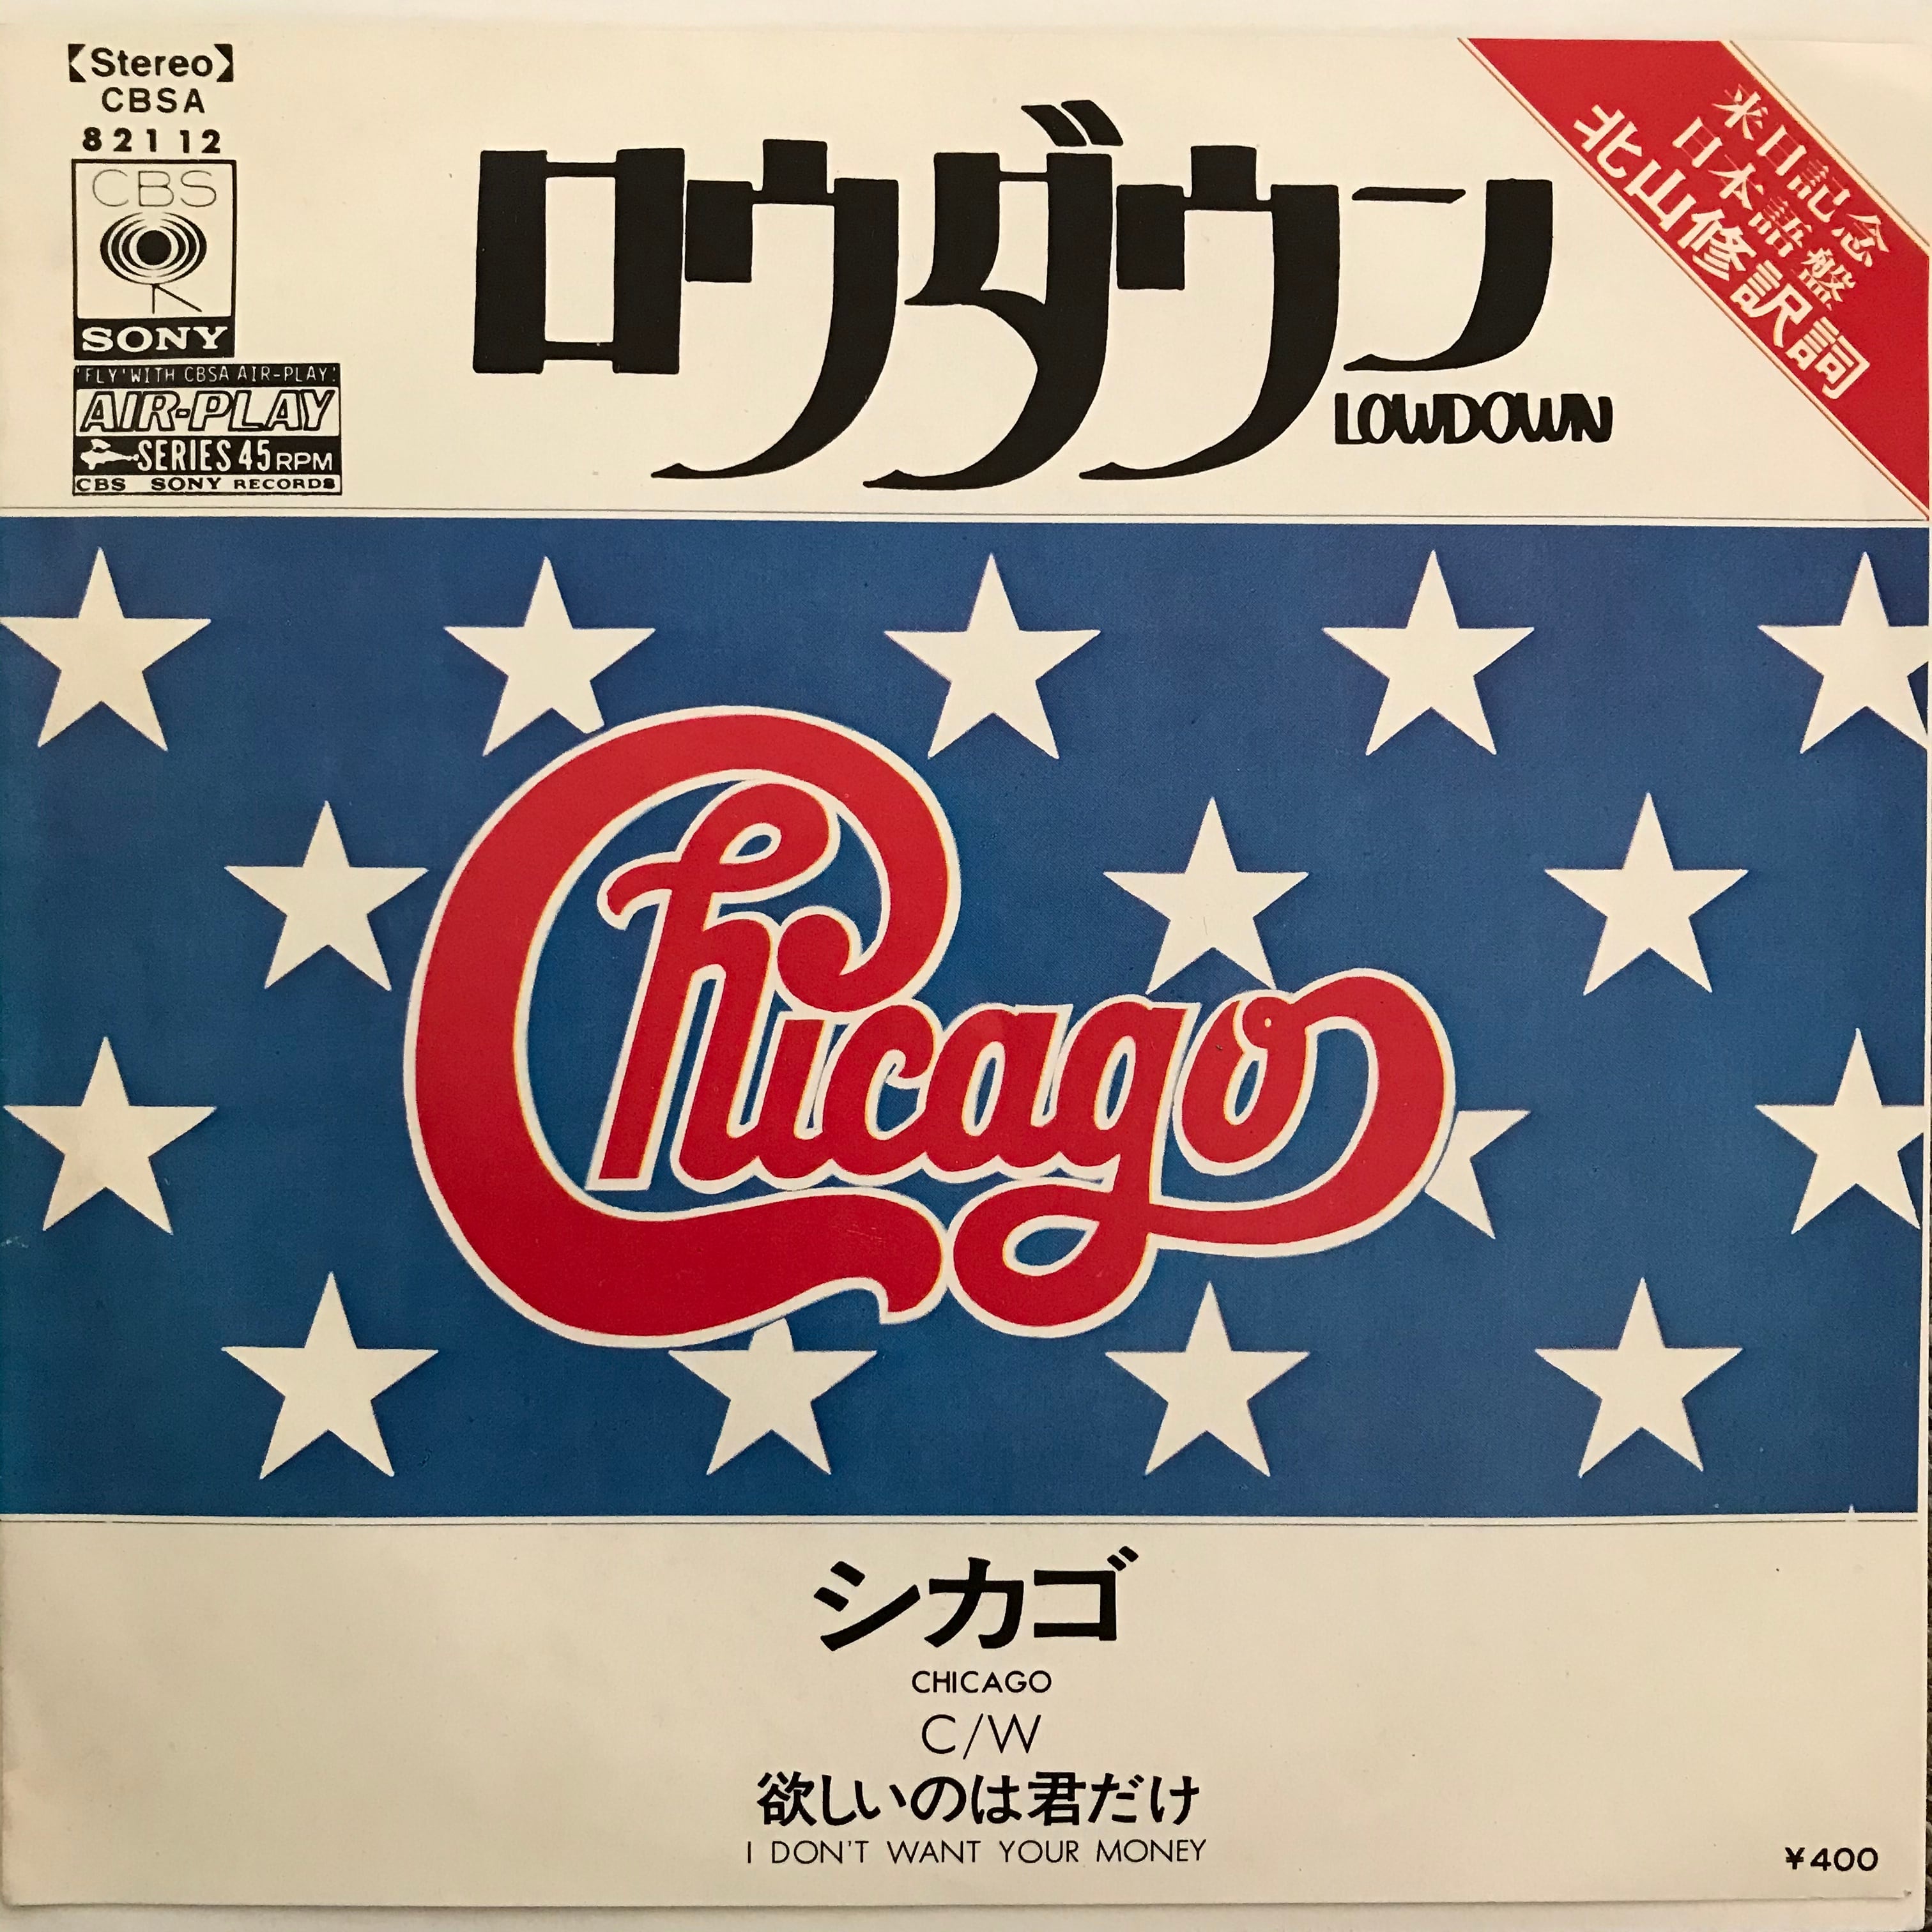 【Stereo】
CBSA
82112
CBS
SONY
'FLY' WITH CBSA AIR-PLAY!
AIR-PLAY
SERIES 45 RPM
CBS SONY RECORDS
ロウダウン
LOWDOWN
来日記念
日本語盤
北山修訳詞
Chicago
シカゴ
CHICAGO
C/W
欲しいのは君だけ
I DON'T WANT YOUR MONEY
¥400